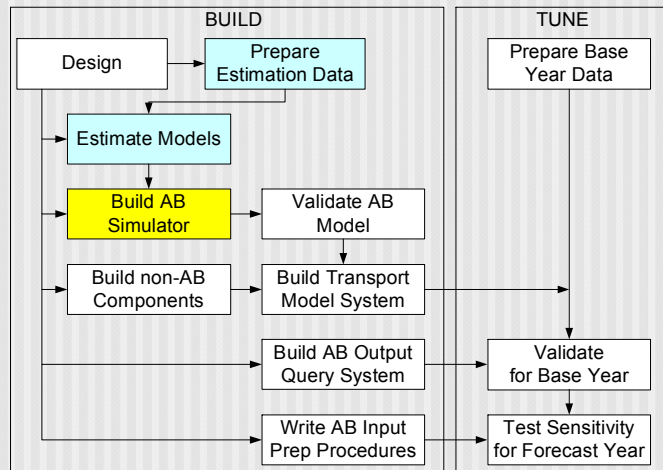 BUILD
TUNE
Design
Prepare
Estimation Data
Prepare Base
Year Data
Estimate Models
Build AB
Simulator
Validate AB
Model
Build non-AB
Components
Build Transport
Model System
Build AB Output
Query System
Validate
for Base Year
Write AB Input
Prep Procedures
Test Sensitivity
for Forecast Year